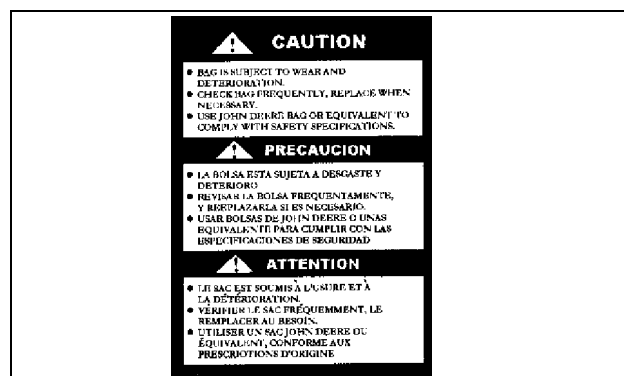 CAUTION
• BAG IS SUBJECT TO WEAR AND
DETERIORATION.
• CHECK BAG FREQUENTLY, REPLACE WHEN
NECESSARY.
• USE JOHN DEERE BAG OR EQUIVALENT TO
COMPLY WITH SAFETY SPECIFICATIONS.
PRECAUCION
• LA BOLSA ESTA SUJETA A DESGASTE Y
DETERIORO
• REVISAR LA BOLSA FREQUENTAMENTE,
Y REEPLAZARLA SI ES NECESARIO.
• USAR BOLSAS DE JOHN DEERE O UNAS
EQUIVALENTE PARA CUMPLIR CON LAS
ESPECIFICACIONES DE SEGURIDAD
ATTENTION
• LE SAC EST SOUMIS À L'USURE ET À
LA DÉTÉRIORATION.
• VÉRIFIER LE SAC FRÉQUEMMENT, LE
REMPLACER AU BESOIN.
• UTILISER UN SAC JOHN DEERE OU
ÉQUIVALENT, CONFORME AUX
PRESCRIOTIONS D'ORIGINE